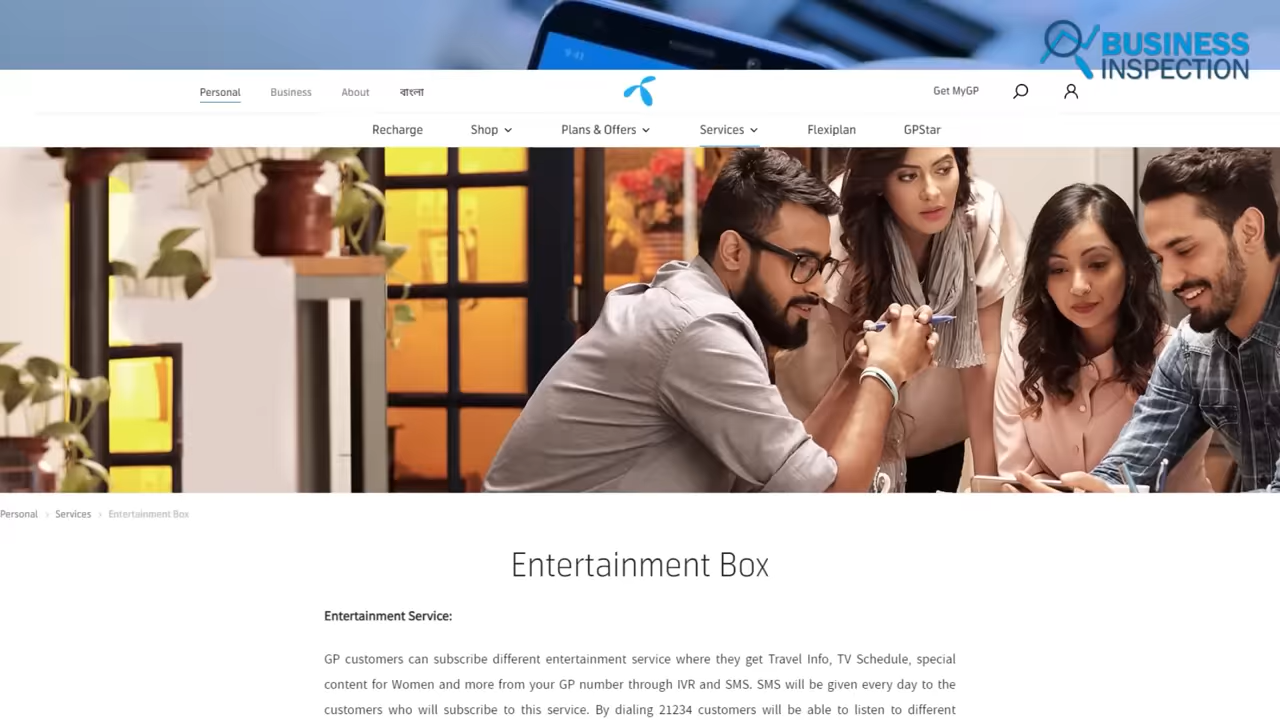 9:41
BUSINESS
INSPECTION
Personal Business About বাংলা Get MyGP
Recharge Shop Plans & Offers Services Flexiplan GPStar
Personal > Services > Entertainment Box
Entertainment Box
Entertainment Service:
GP customers can subscribe different entertainment service where they get Travel Info, TV Schedule, special
content for Women and more from your GP number through IVR and SMS. SMS will be given every day to the
customers who will subscribe to this service. By dialing 21234 customers will be able to listen to different